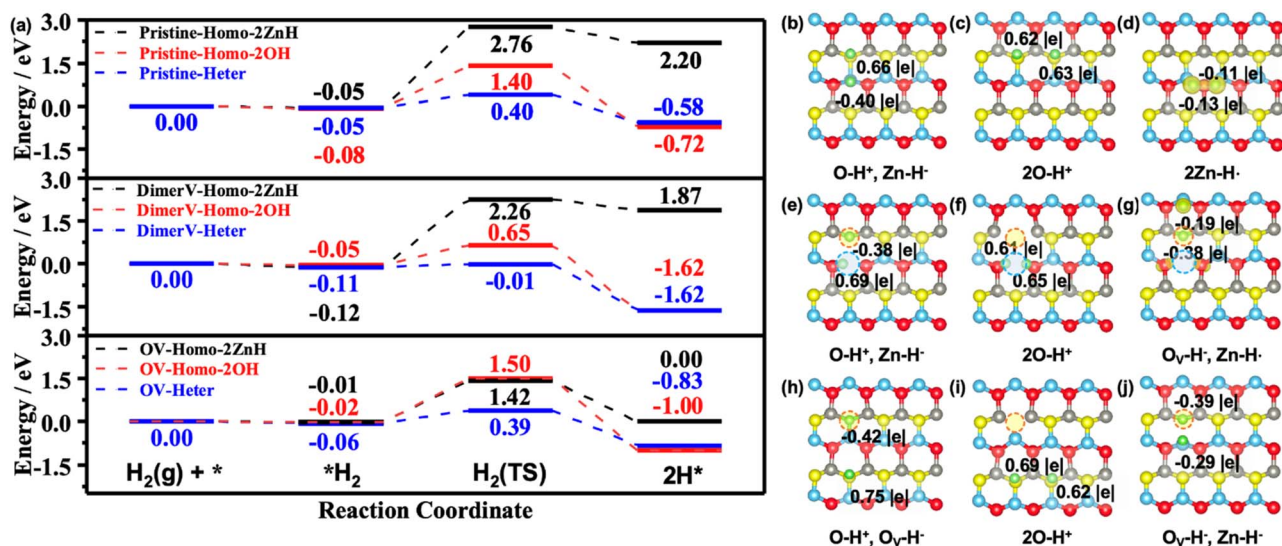 (a)
Energy / eV
3.0
1.5
0.0
-1.5
Pristine-Homo-2ZnH
Pristine-Homo-2OH
Pristine-Heter
0.00
-0.05
-0.05
-0.08
2.76
1.40
0.40
2.20
-0.58
-0.72
Energy / eV
3.0
1.5
0.0
-1.5
DimerV-Homo-2ZnH
DimerV-Homo-2OH
DimerV-Heter
0.00
-0.05
-0.11
-0.12
2.26
0.65
-0.01
1.87
-1.62
-1.62
Energy / eV
3.0
1.5
0.0
-1.5
OV-Homo-2ZnH
OV-Homo-2OH
OV-Heter
0.00
-0.01
-0.02
-0.06
1.50
1.42
0.39
0.00
-0.83
-1.00
H₂(g) + *
*H₂
H₂(TS)
2H*
Reaction Coordinate
(b)
0.66 |e|
-0.40 |e|
O-H⁺, Zn-H⁻
(c)
0.62 |e|
0.63 |e|
2O-H⁺
(d)
-0.11 |e|
-0.13 |e|
2Zn-H·
(e)
-0.38 |e|
0.69 |e|
O-H⁺, Zn-H⁻
(f)
0.61 |e|
0.65 |e|
2O-H⁺
(g)
-0.19 |e|
-0.38 |e|
Oᵥ-H⁻, Zn-H·
(h)
-0.42 |e|
0.75 |e|
O-H⁺, Oᵥ-H⁻
(i)
0.69 |e|
0.62 |e|
2O-H⁺
(j)
-0.39 |e|
-0.29 |e|
Oᵥ-H⁻, Zn-H⁻